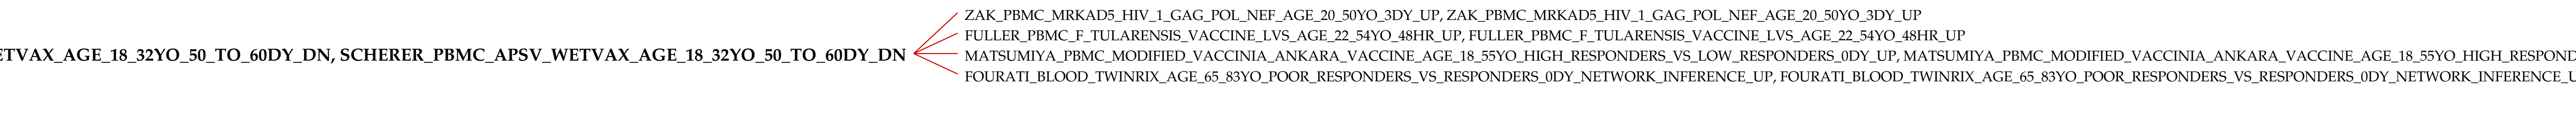 ZAK_PBMC_MRKAD5_HIV_1_GAG_POL_NEF_AGE_20_50YO_3DY_UP, ZAK_PBMC_MRKAD5_HIV_1_GAG_POL_NEF_AGE_20_50YO_3DY_UP
FULLER_PBMC_F_TULARENSIS_VACCINE_LVS_AGE_22_54YO_48HR_UP, FULLER_PBMC_F_TULARENSIS_VACCINE_LVS_AGE_22_54YO_48HR_UP
ETVAX_AGE_18_32YO_50_TO_60DY_DN, SCHERER_PBMC_APSV_WETVAX_AGE_18_32YO_50_TO_60DY_DN
MATSUMIYA_PBMC_MODIFIED_VACCINIA_ANKARA_VACCINE_AGE_18_55YO_HIGH_RESPONDERS_VS_LOW_RESPONDERS_0DY_UP, MATSUMIYA_PBMC_MODIFIED_VACCINIA_ANKARA_VACCINE_AGE_18_55YO_HIGH_RESPOND
FOURATI_BLOOD_TWINRIX_AGE_65_83YO_POOR_RESPONDERS_VS_RESPONDERS_0DY_NETWORK_INFERENCE_UP, FOURATI_BLOOD_TWINRIX_AGE_65_83YO_POOR_RESPONDERS_VS_RESPONDERS_0DY_NETWORK_INFERENCE_U